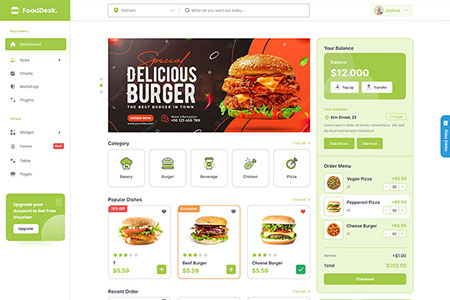 FoodDesk.
Vietnam
What do you want eat today...
Joshua
Main Menu
Dashboard
Apps
Charts
Bootstrap
Plugins
Others
Widget
Forms
Table
Pages
Upgrade your
Account to Get Free
Voucher
Upgrade
SPECIAL
DELICIOUS
BURGER
THE BEST BURGER IN TOWN
ORDER NOW
More Information
+00 123 456 789
Category
View all
Bakery
Burger
Beverage
Chicken
Pizza
Popular Dishes
View all
15% Off
$5.59
Beef Burger
$5.59
Cheese Burger
$5.59
Recent Order
View all
Your Balance
Balance
$12.000
Top Up
Transfer
Your Address
Elm Street, 23
Change
Add Details
Add Note
Order Menu
Vegan Pizza
+$5.59
Pepperoni Pizza
+$5.59
Cheese Burger
+$5.59
Service
+$1.00
Total
$202.00
Checkout
Need Help